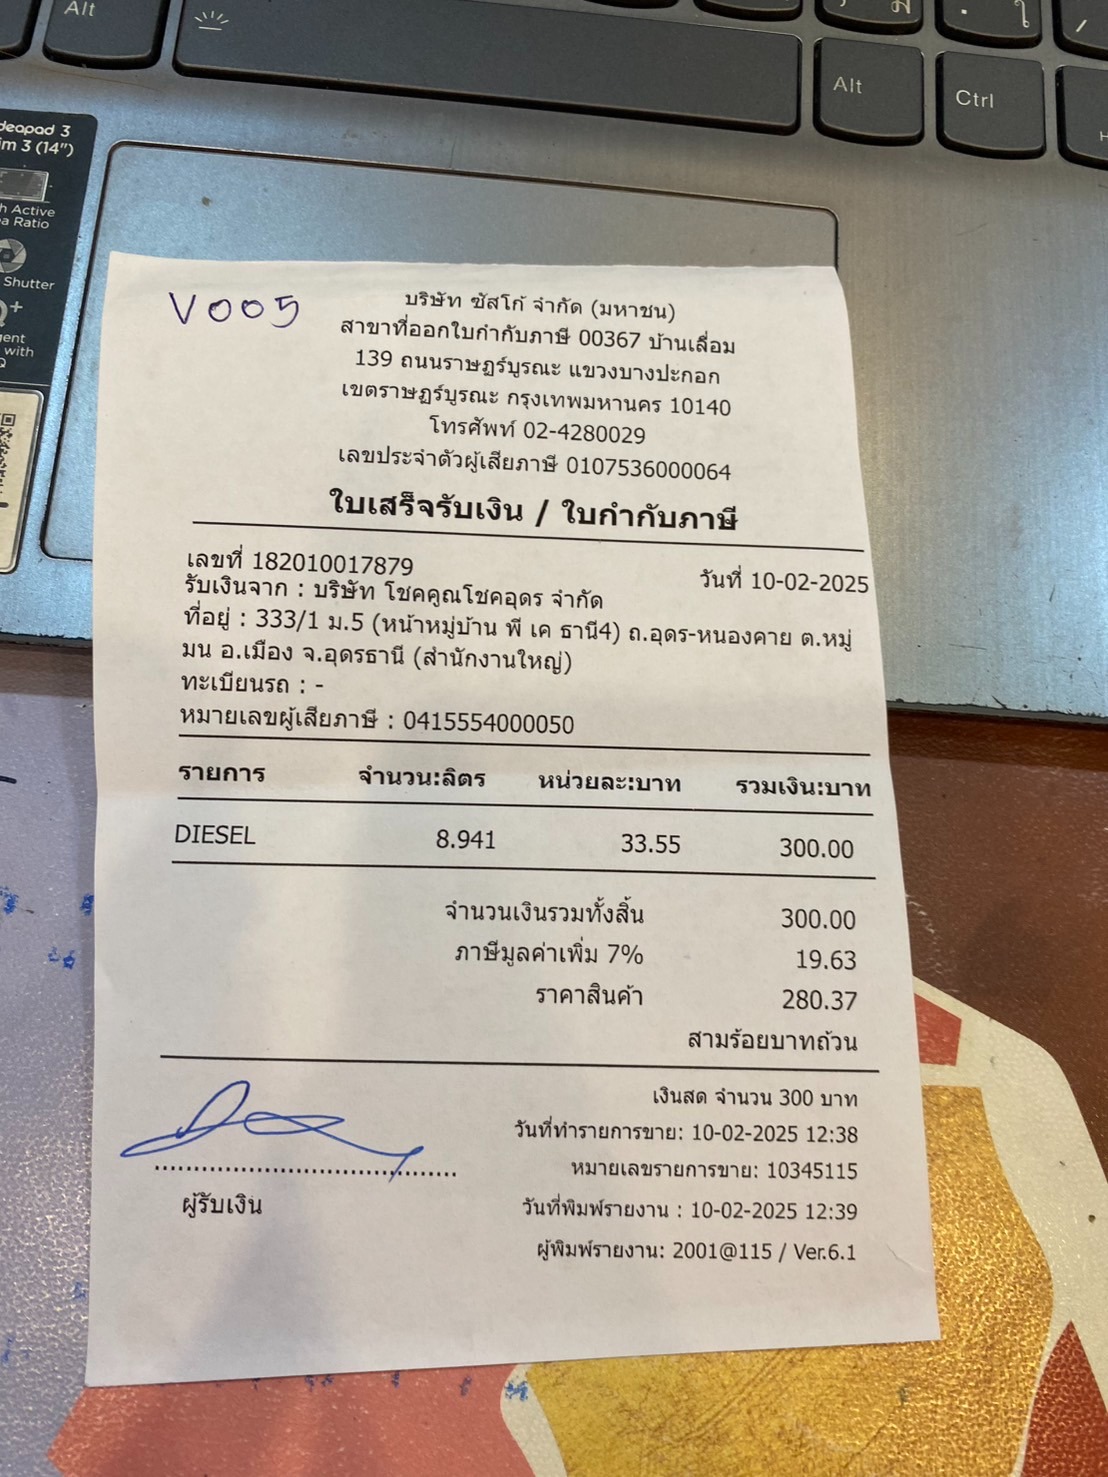 Alt
Alt
Ctrl
ideapad 3
im 3 (14")
h Active
a Ratio
Shutter
with
V005
บริษัท ซัสโก้ จำกัด (มหาชน)
สาขาที่ออกใบกำกับภาษี 00367 บ้านเลื่อม
139 ถนนราษฎร์บูรณะ แขวงบางปะกอก
เขตราษฏร์บูรณะ กรุงเทพมหานคร 10140
โทรศัพท์ 02-4280029
เลขประจำตัวผู้เสียภาษี 0107536000064
ใบเสร็จรับเงิน / ใบกำกับภาษี
เลขที่ 182010017879 วันที่ 10-02-2025
รับเงินจาก : บริษัท โชคคูณโชคอุดร จำกัด
ที่อยู่ : 333/1 ม.5 (หน้าหมู่บ้าน พี เค ธานี4) ถ.อุดร-หนองคาย ต.หมู่
มน อ.เมือง จ.อุดรธานี (สำนักงานใหญ่)
ทะเบียนรถ : -
หมายเลขผู้เสียภาษี : 0415554000050
รายการ จำนวน:ลิตร หน่วยละ:บาท รวมเงิน:บาท
DIESEL 8.941 33.55 300.00
จำนวนเงินรวมทั้งสิ้น 300.00
ภาษีมูลค่าเพิ่ม 7% 19.63
ราคาสินค้า 280.37
สามร้อยบาทถ้วน
เงินสด จำนวน 300 บาท
วันที่ทำรายการขาย: 10-02-2025 12:38
หมายเลขรายการขาย: 10345115
ผู้รับเงิน
วันที่พิมพ์รายงาน : 10-02-2025 12:39
ผู้พิมพ์รายงาน: 2001@115 / Ver.6.1